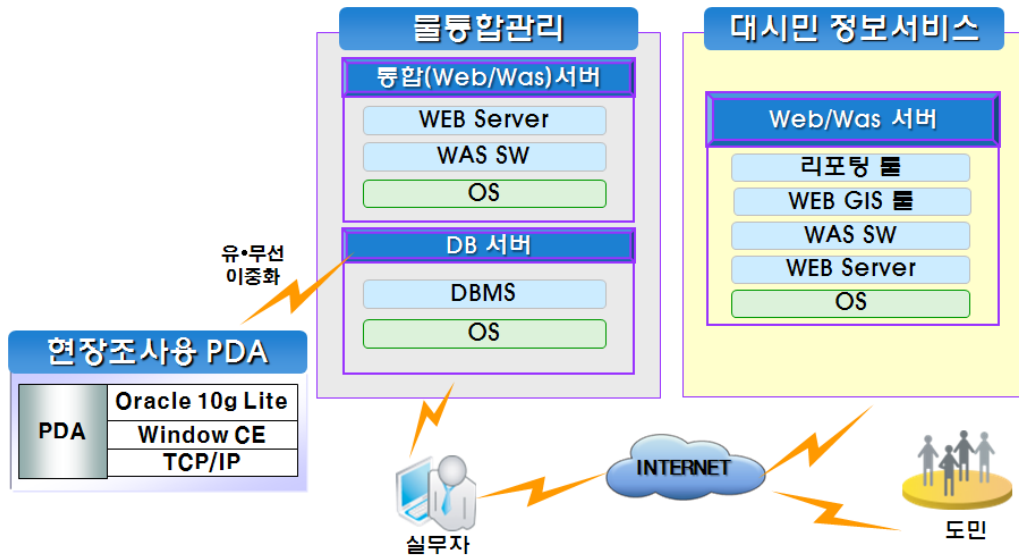 물통합관리
통합(Web/Was)서버
WEB Server
WAS SW
OS
DB 서버
DBMS
OS
대시민 정보서비스
Web/Was 서버
리포팅 툴
WEB GIS 툴
WAS SW
WEB Server
OS
유•무선
이중화
현장조사용 PDA
PDA
Oracle 10g Lite
Window CE
TCP/IP
실무자
INTERNET
도민